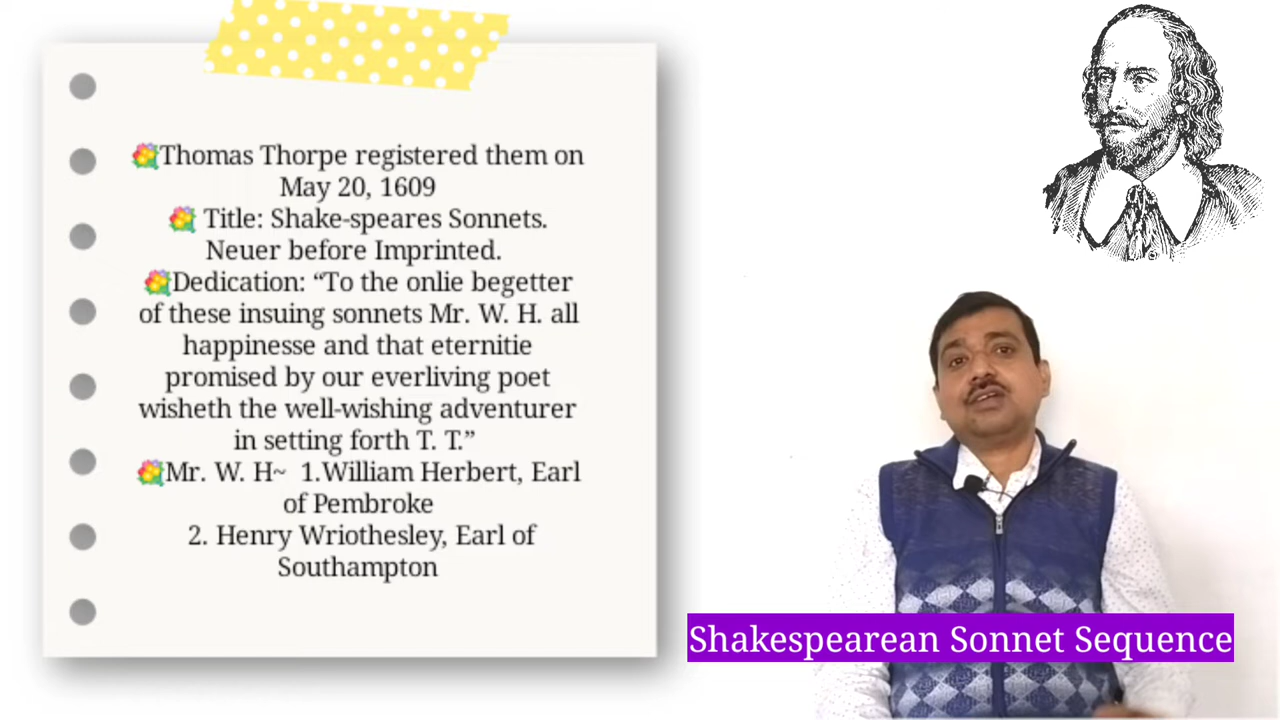 Thomas Thorpe registered them on
May 20, 1609
Title: Shake-speares Sonnets.
Neuer before Imprinted.
Dedication: “To the onlie begetter
of these insuing sonnets Mr. W. H. all
happinesse and that eternitie
promised by our everliving poet
wisheth the well-wishing adventurer
in setting forth T. T.”
Mr. W. H~ 1.William Herbert, Earl
of Pembroke
2. Henry Wriothesley, Earl of
Southampton
Shakespearean Sonnet Sequence